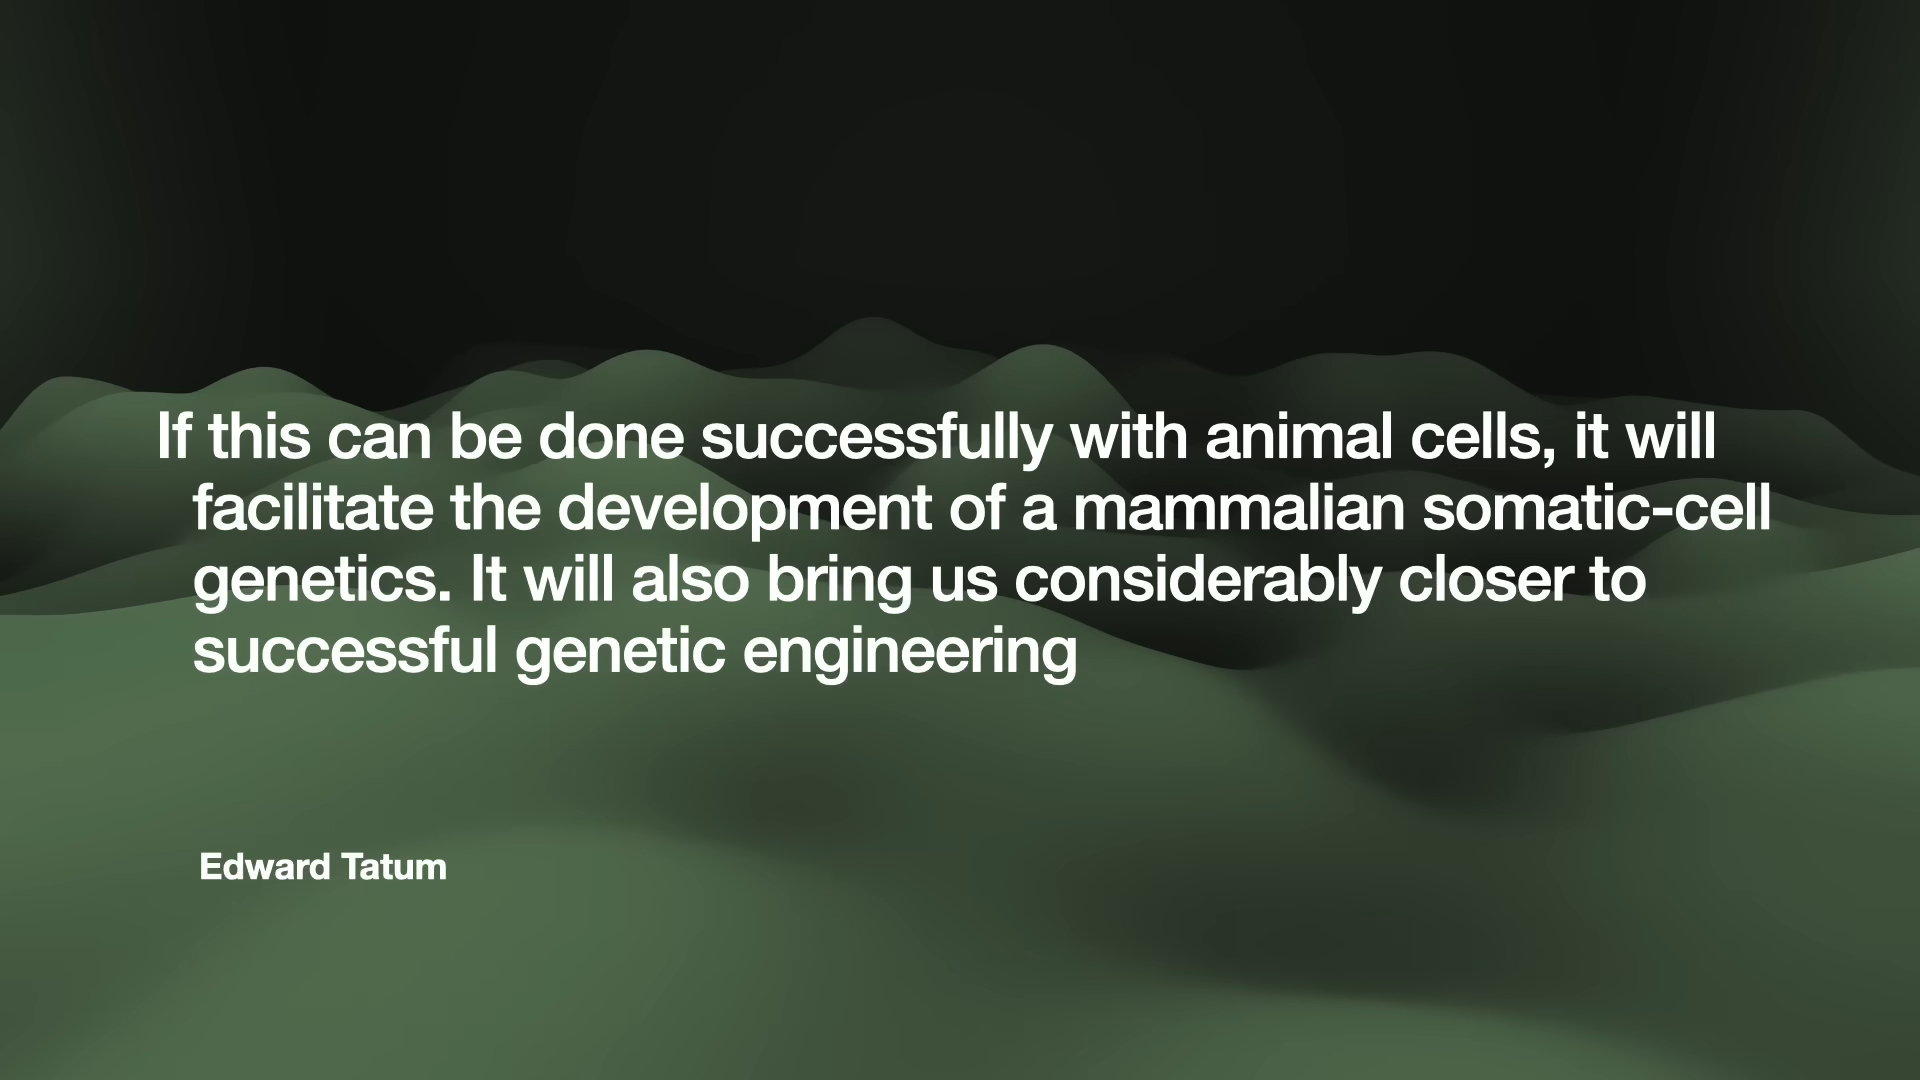 If this can be done successfully with animal cells, it will
facilitate the development of a mammalian somatic-cell
genetics. It will also bring us considerably closer to
successful genetic engineering
Edward Tatum